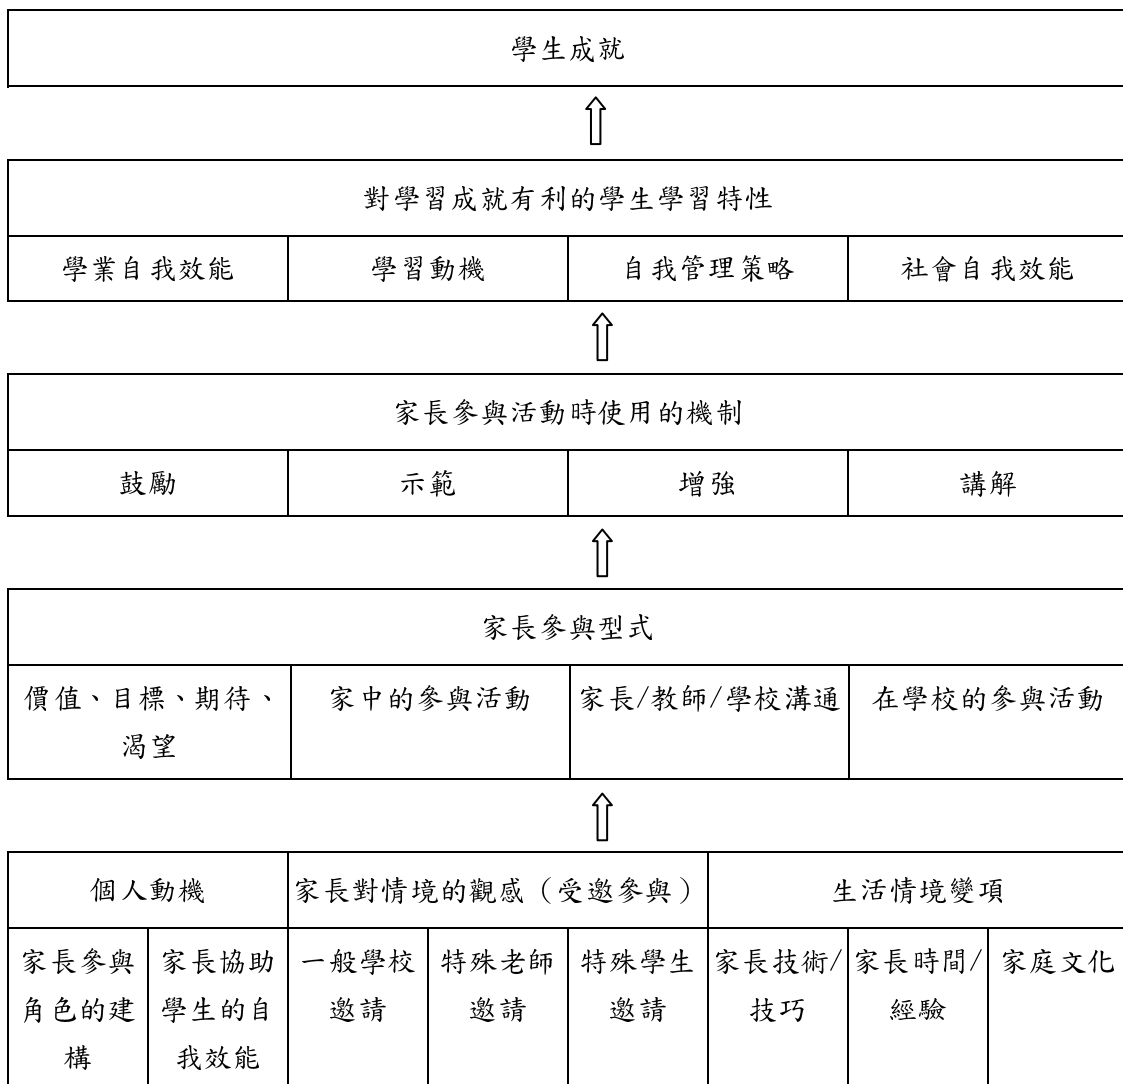 學生成就
對學習成就有利的學生學習特性
學業自我效能
學習動機
自我管理策略
社會自我效能
家長參與活動時使用的機制
鼓勵
示範
增強
講解
家長參與型式
價值、目標、期待、
渴望
家中的參與活動
家長/教師/學校溝通
在學校的參與活動
個人動機
家長對情境的觀感（受邀參與）
生活情境變項
家長參與
角色的建
構
家長協助
學生的自
我效能
一般學校
邀請
特殊老師
邀請
特殊學生
邀請
家長技術/
技巧
家長時間/
經驗
家庭文化